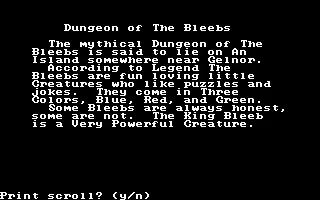 Dungeon of The Bleebs
The mythical Dungeon of The
Bleebs is said to lie on An
Island somewhere near Gelnor.
According to Legend The
Bleebs are fun loving little
Creatures who like puzzles and
jokes. They come in Three
Colors, Blue, Red, and Green.
Some Bleebs are always honest,
some are not. The King Bleeb
is a Very Powerful Creature.
Print scroll? (y/n)